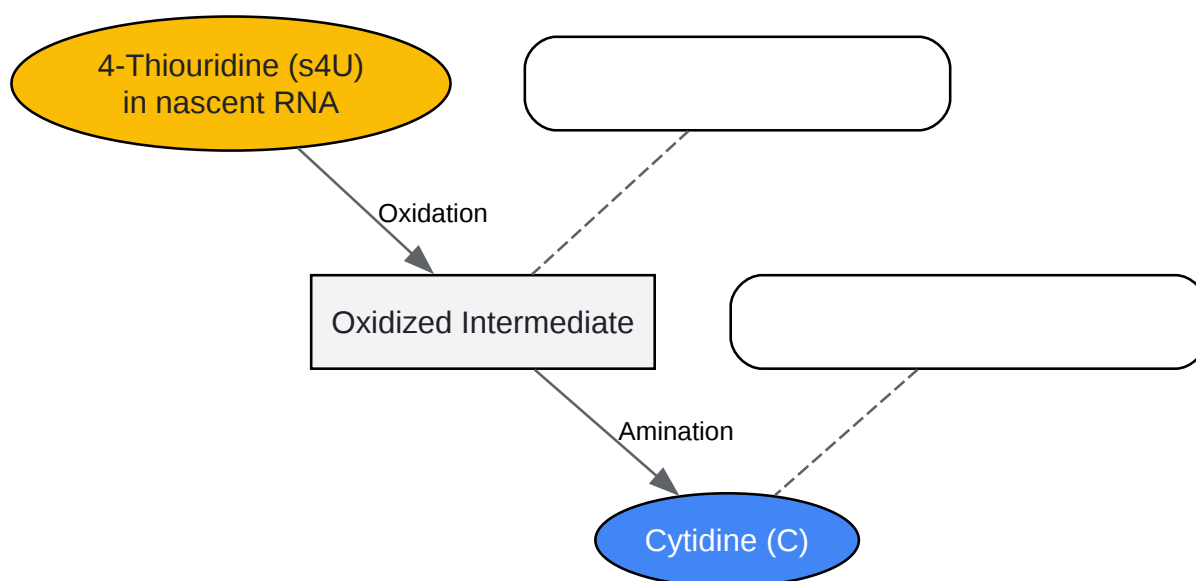 4-Thiouridine (s4U)
in nascent RNA
Oxidation
Oxidized Intermediate
Amination
Cytidine (C)